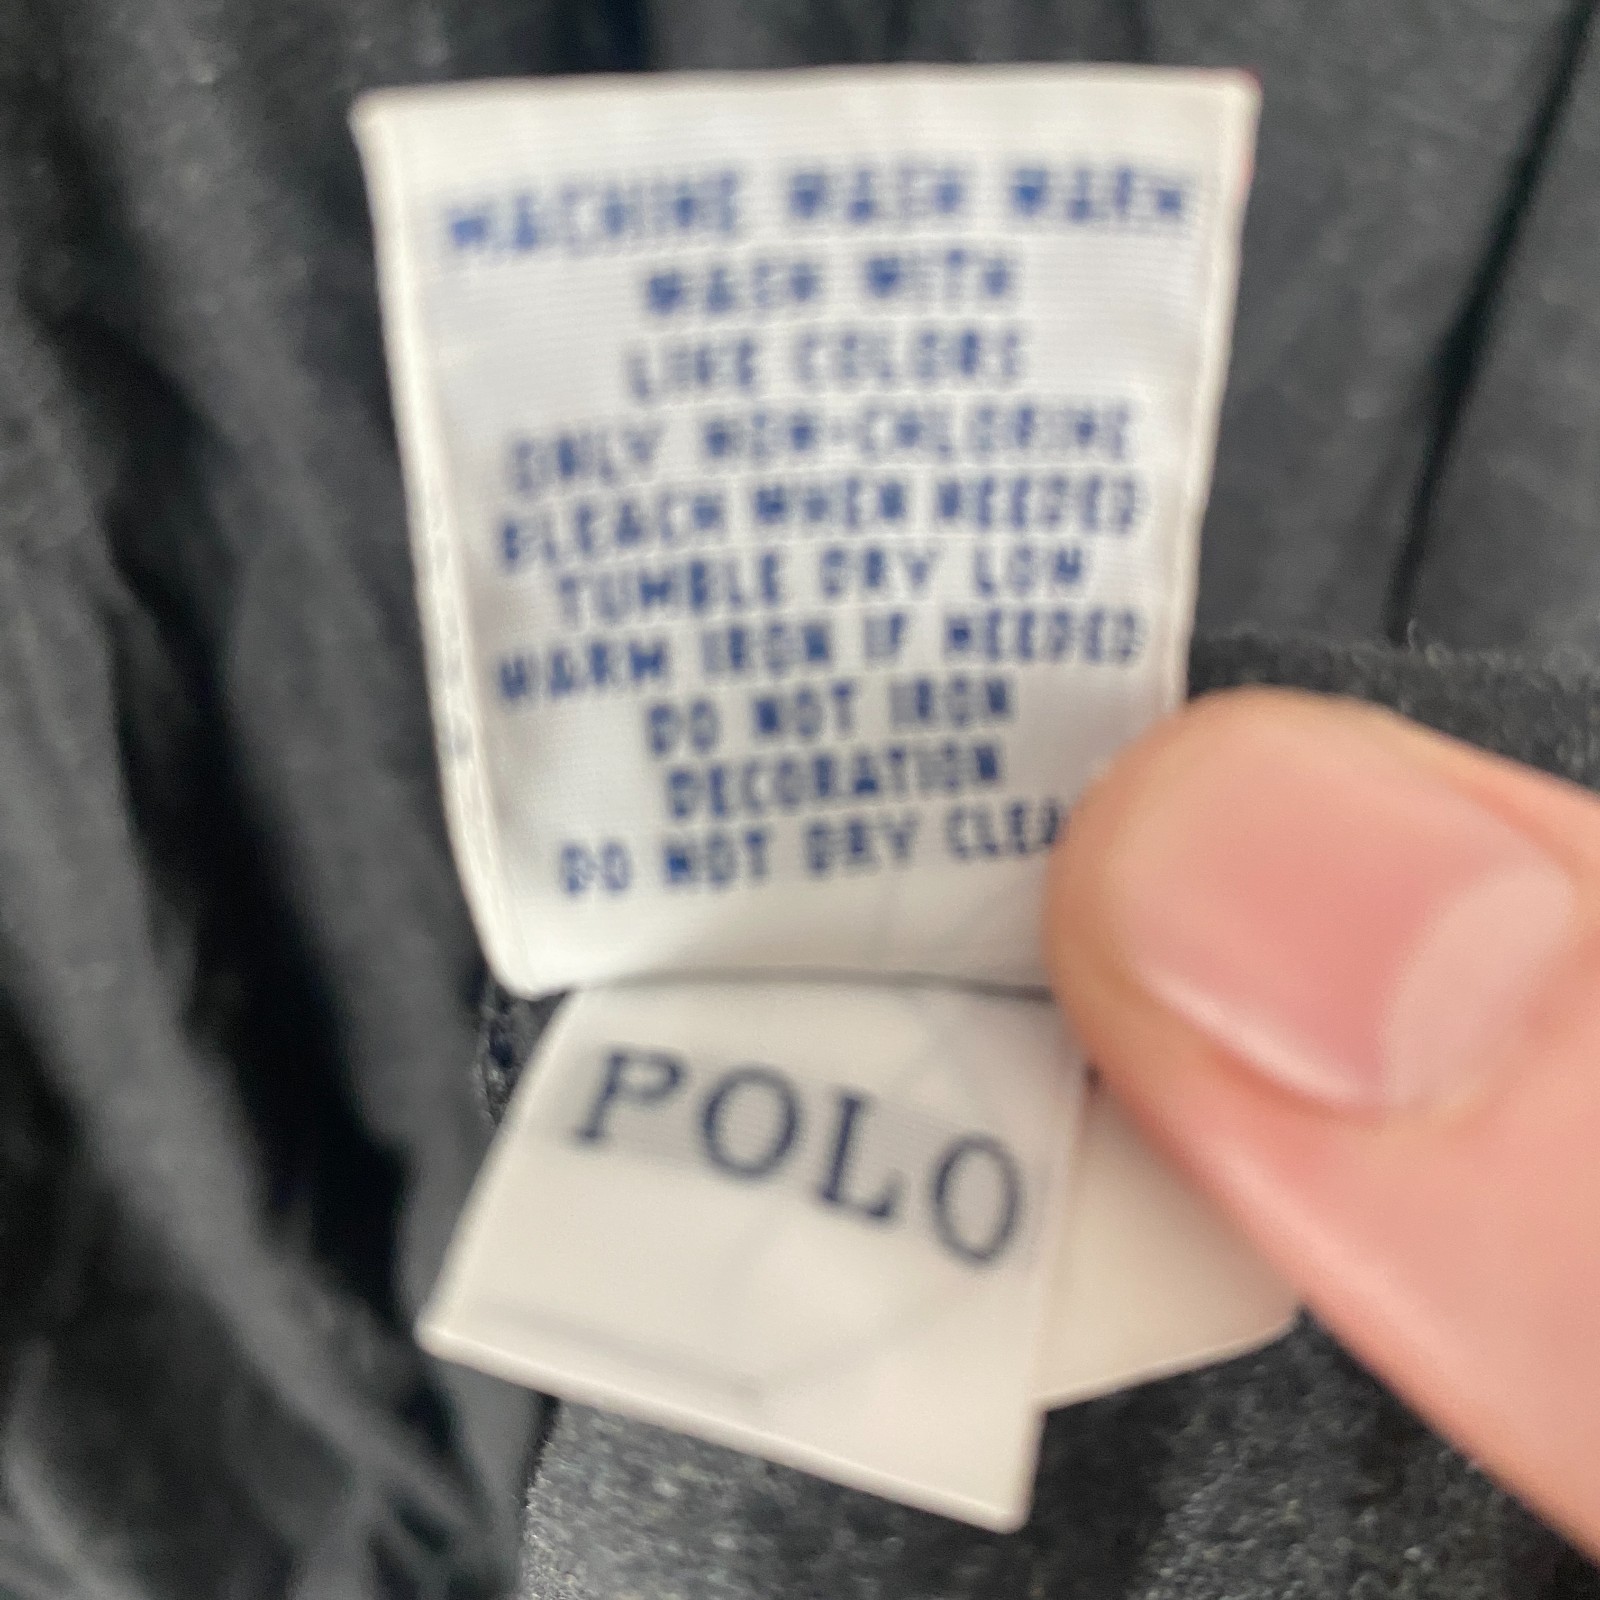 MACHINE WASH WARM
WASH WITH
LIKE COLORS
ONLY NON-CHLORINE
BLEACH WHEN NEEDED
TUMBLE DRY LOW
WARM IRON IF NEEDED
DO NOT IRON
DECORATION
DO NOT DRY CLEA
POLO